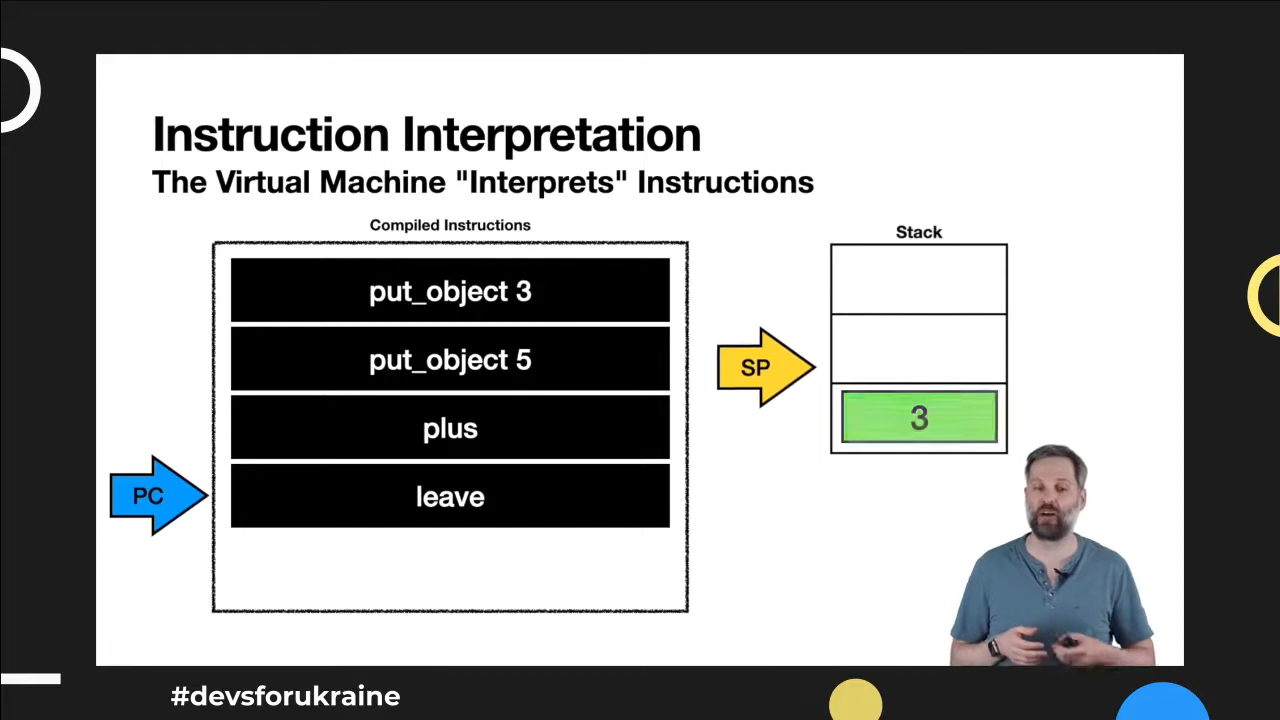 Instruction Interpretation
The Virtual Machine "Interprets" Instructions
Compiled Instructions
put_object 3
put_object 5
plus
leave
PC
Stack
SP
3
#devsforukraine